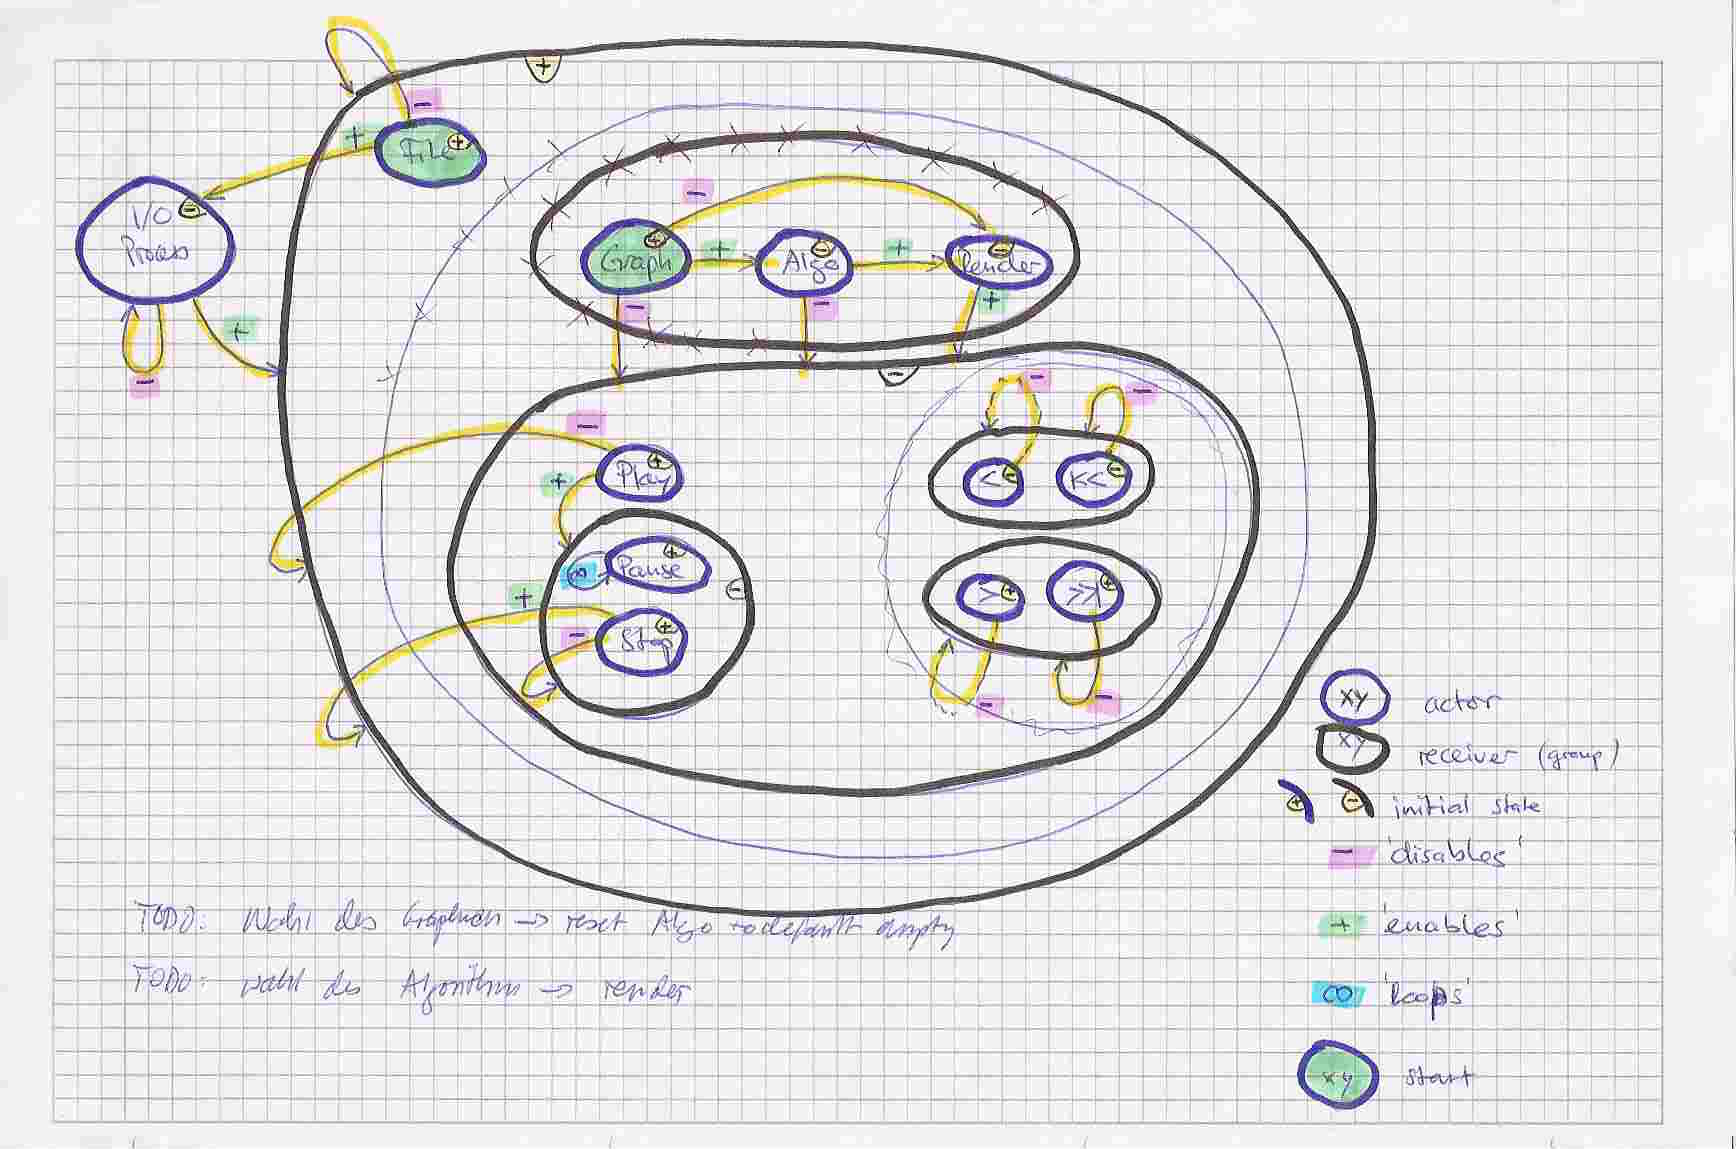 +
-
File +
+
I/O -
Process
+
-
-
Graph +
+
Algo -
+
Render -
-
-
+
-
-
-
-
Play +
< -
K< -
+
∞
Pause +
-
> +
>>| +
+
-
Stop +
-
-
xy actor
xy receiver (group)
+ - initial state
- 'disables'
+ 'enables'
∞ 'loops'
xy start
TODO: Wahl des Graphen -> reset Algo to default empty
TODO: Wahl des Algorithms -> render